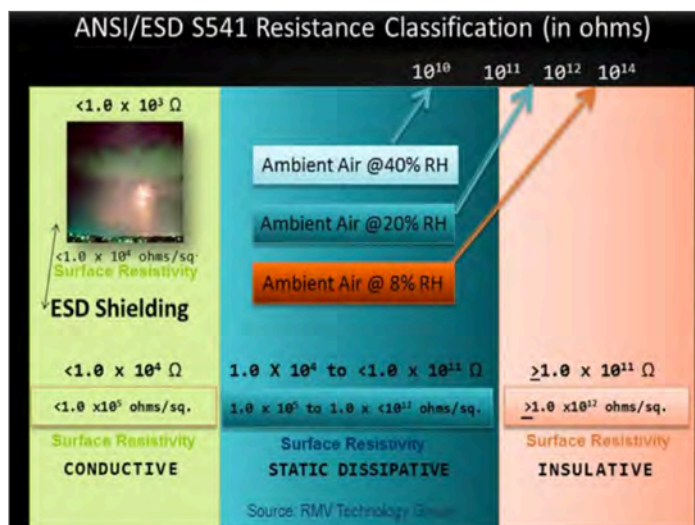 ANSI/ESD S541 Resistance Classification (in ohms)
10¹⁰ 10¹¹ 10¹² 10¹⁴
<1.0 x 10³ Ω
<1.0 x 10⁴ ohms/sq.
Surface Resistivity
ESD Shielding
Ambient Air @40% RH
Ambient Air @20% RH
Ambient Air @ 8% RH
<1.0 x 10⁴ Ω
<1.0 x10⁵ ohms/sq.
Surface Resistivity
CONDUCTIVE
1.0 X 10⁴ to <1.0 x 10¹¹ Ω
1.0 x 10⁵ to 1.0 x <10¹² ohms/sq.
Surface Resistivity
STATIC DISSIPATIVE
Source: RMV Technology Group
≥1.0 x 10¹¹ Ω
≥1.0 x10¹² ohms/sq.
Surface Resistivity
INSULATIVE